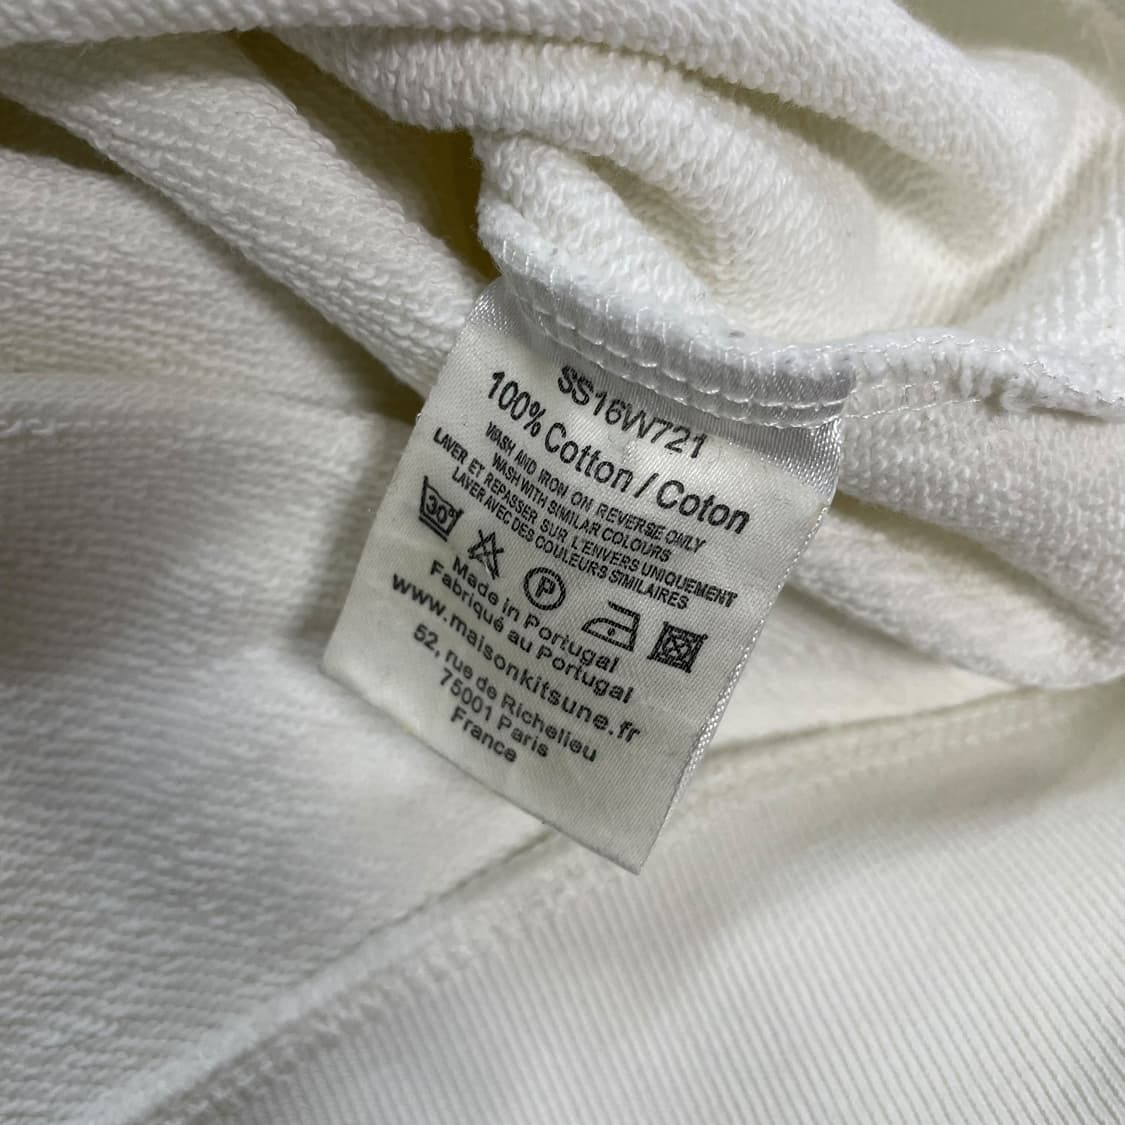 SS16W721
100% Cotton / Coton
WASH AND IRON ON REVERSE ONLY
WASH WITH SIMILAR COLOURS
LAVER ET REPASSER SUR L'ENVERS UNIQUEMENT
LAVER AVEC DES COULEURS SIMILAIRES
30°
P
Made in Portugal
Fabriqué au Portugal
www.maisonkitsune.fr
52, rue de Richelieu
75001 Paris
France